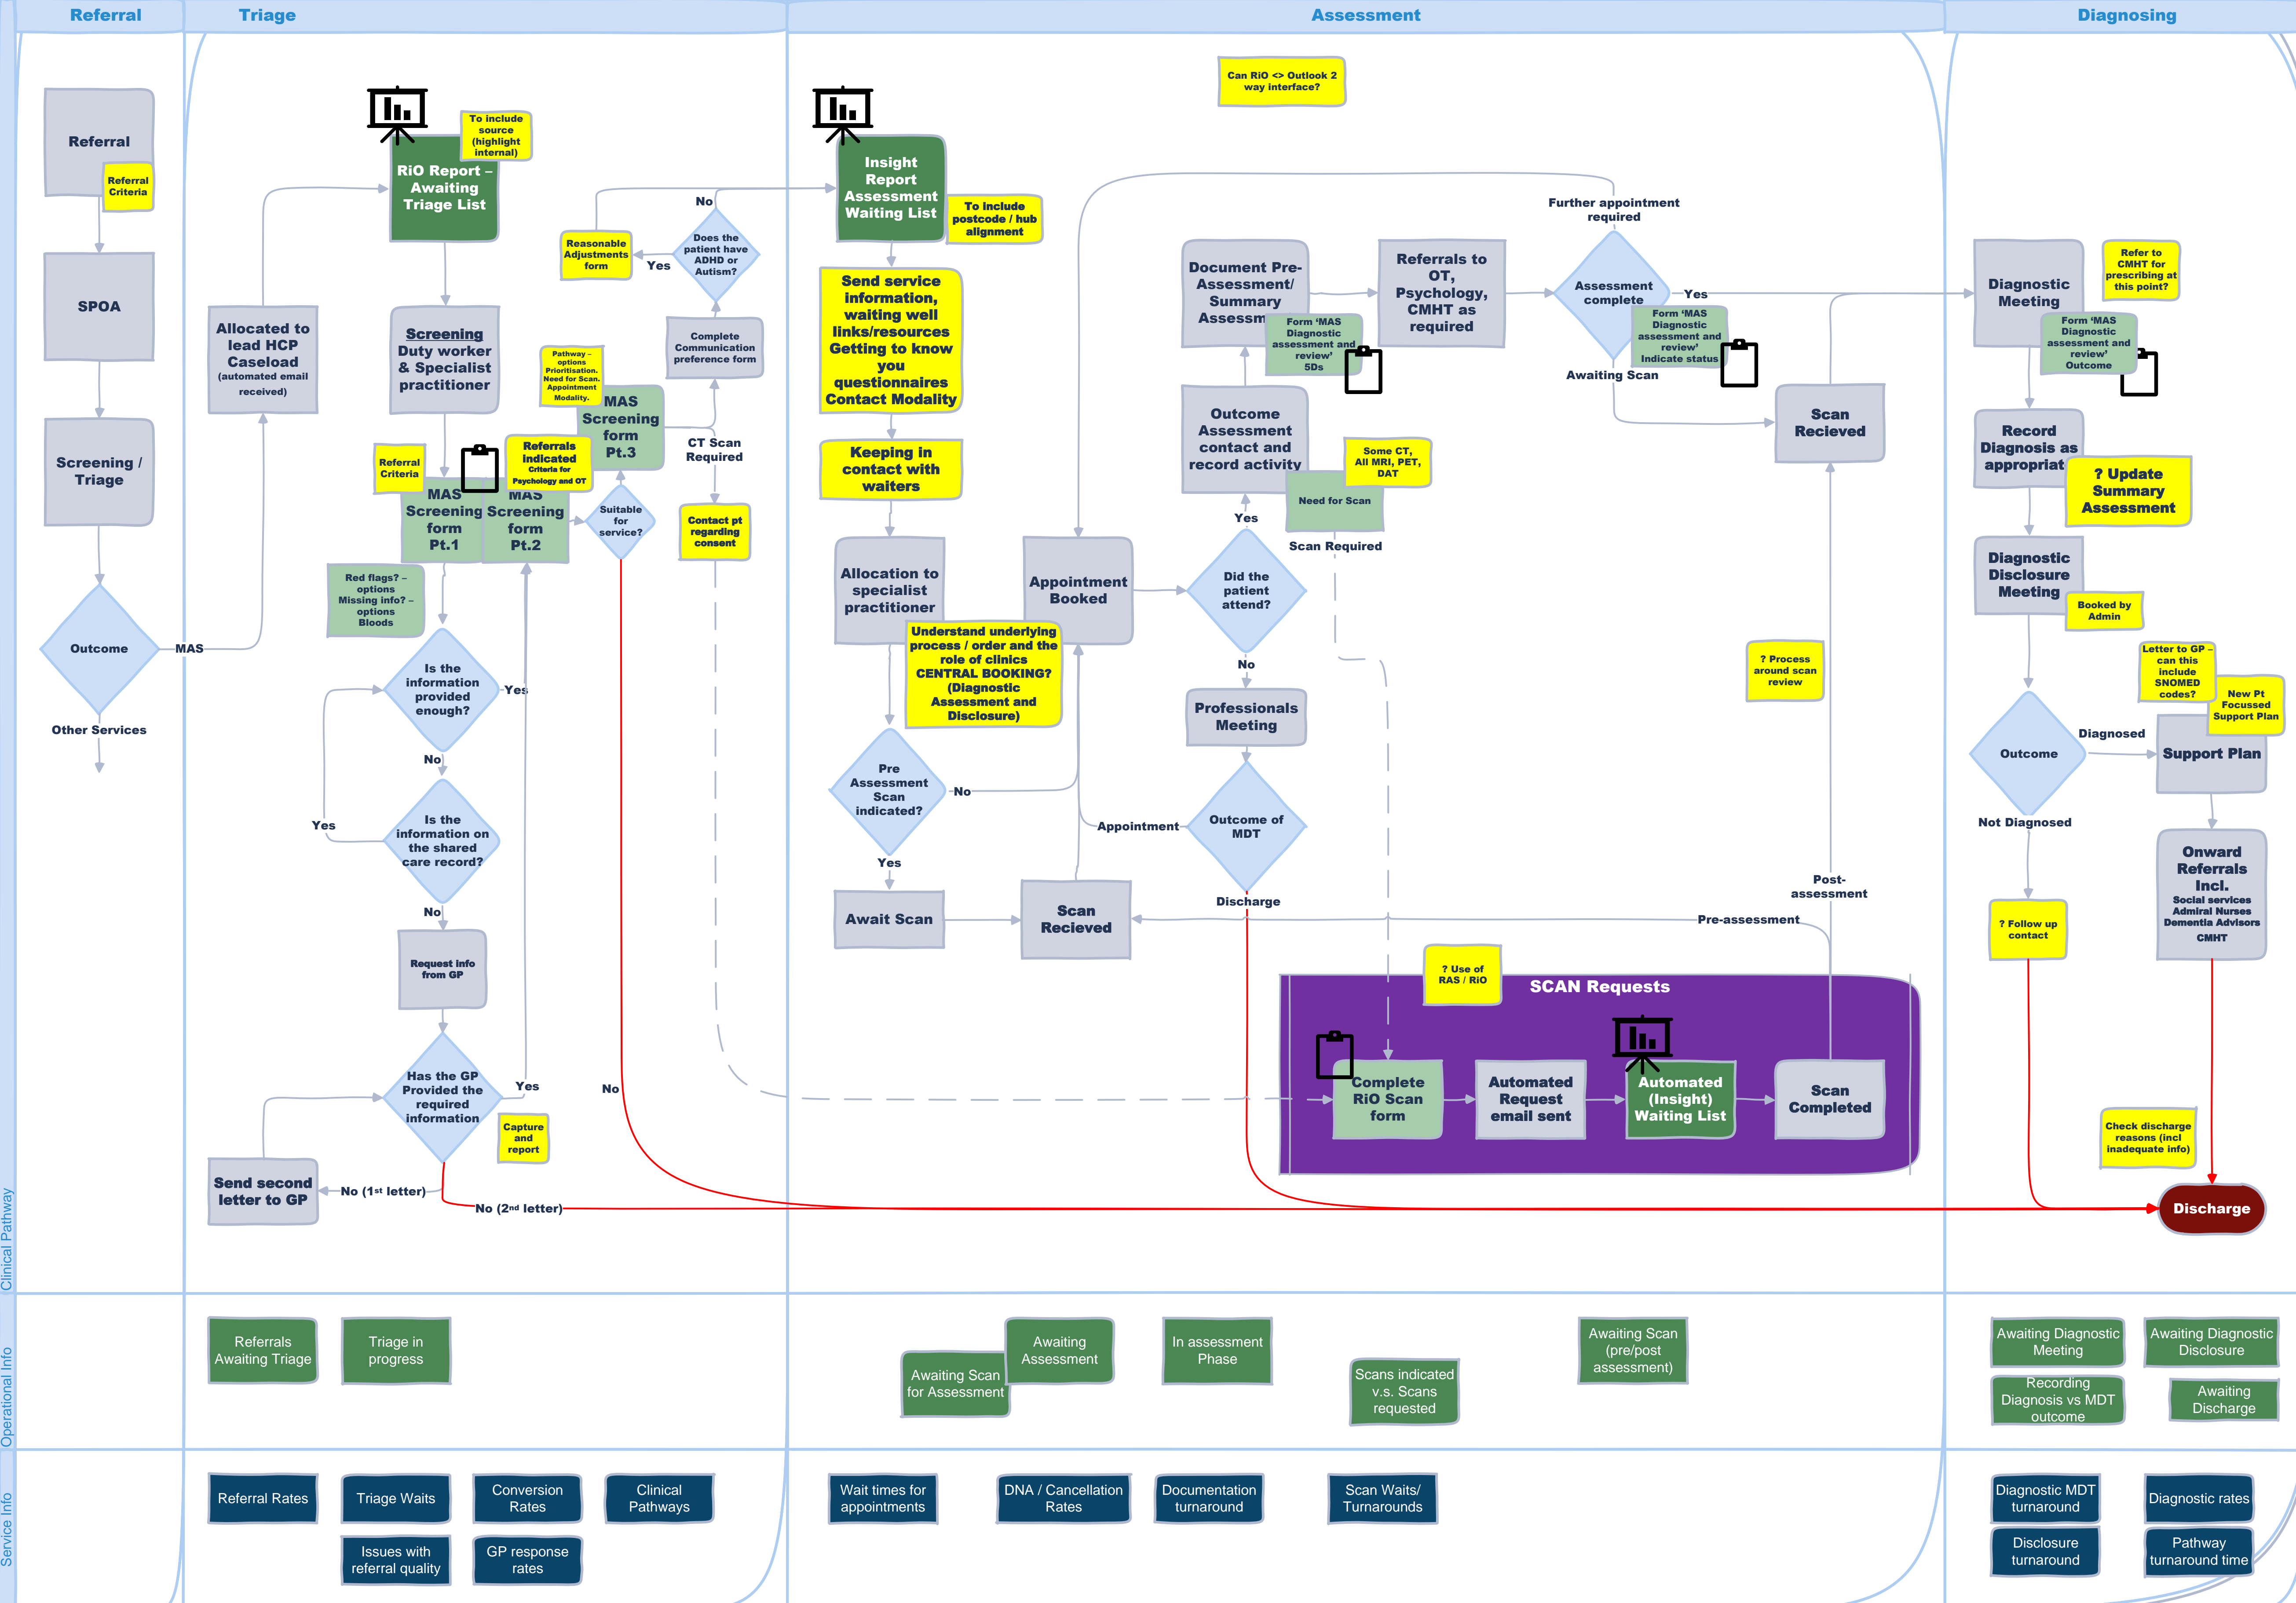 Referral
Triage
Assessment
Diagnosing
Clinical Pathway
Operational Info
Service Info
Referral
Referral
Criteria
SPOA
Screening /
Triage
Outcome
MAS
Other Services
Allocated to
lead HCP
Caseload
(automated email
received)
RiO Report –
Awaiting
Triage List
To include
source
(highlight
internal)
Screening
Duty worker
& Specialist
practitioner
Referral
Criteria
MAS
Screening
form
Pt.1
MAS
Screening
form
Pt.2
Referrals
indicated
Criteria for
Psychology and OT
Pathway –
options
Prioritisation.
Need for Scan.
Appointment
Modality.
MAS
Screening
form
Pt.3
Suitable
for
service?
Red flags? –
options
Missing info? –
options
Bloods
Is the
information
provided
enough?
Yes
No
Is the
information on
the shared
care record?
Yes
No
Request info
from GP
Has the GP
Provided the
required
information
Yes
Capture
and
report
Send second
letter to GP
No (1st letter)
No (2nd letter)
No
Reasonable
Adjustments
form
Yes
No
Does the
patient have
ADHD or
Autism?
Complete
Communication
preference form
CT Scan
Required
Contact pt
regarding
consent
Insight
Report
Assessment
Waiting List
To include
postcode / hub
alignment
Send service
information,
waiting well
links/resources
Getting to know
you
questionnaires
Contact Modality
Keeping in
contact with
waiters
Allocation to
specialist
practitioner
Understand underlying
process / order and the
role of clinics
CENTRAL BOOKING?
(Diagnostic
Assessment and
Disclosure)
Pre
Assessment
Scan
indicated?
No
Yes
Await Scan
Scan
Recieved
Appointment
Booked
Can RiO <> Outlook 2
way interface?
Document Pre-
Assessment/
Summary
Assessm
Form ‘MAS
Diagnostic
assessment and
review’
5Ds
Referrals to
OT,
Psychology,
CMHT as
required
Further appointment
required
Assessment
complete
Yes
Form ‘MAS
Diagnostic
assessment and
review’
Indicate status
Awaiting Scan
Scan
Recieved
Outcome
Assessment
contact and
record activity
Some CT,
All MRI, PET,
DAT
Need for Scan
Scan Required
Yes
Did the
patient
attend?
No
Professionals
Meeting
Outcome of
MDT
Appointment
Discharge
? Process
around scan
review
Post-
assessment
Pre-assessment
? Use of
RAS / RiO
SCAN Requests
Complete
RiO Scan
form
Automated
Request
email sent
Automated
(Insight)
Waiting List
Scan
Completed
Diagnostic
Meeting
Refer to
CMHT for
prescribing at
this point?
Form ‘MAS
Diagnostic
assessment and
review’
Outcome
Record
Diagnosis as
appropriat
? Update
Summary
Assessment
Diagnostic
Disclosure
Meeting
Booked by
Admin
Letter to GP –
can this
include
SNOMED
codes?
New Pt
Focussed
Support Plan
Outcome
Diagnosed
Support Plan
Not Diagnosed
? Follow up
contact
Onward
Referrals
Incl.
Social services
Admiral Nurses
Dementia Advisors
CMHT
Check discharge
reasons (incl
inadequate info)
Discharge
Referrals
Awaiting Triage
Triage in
progress
Awaiting Scan
for Assessment
Awaiting
Assessment
In assessment
Phase
Scans indicated
v.s. Scans
requested
Awaiting Scan
(pre/post
assessment)
Awaiting Diagnostic
Meeting
Awaiting Diagnostic
Disclosure
Recording
Diagnosis vs MDT
outcome
Awaiting
Discharge
Referral Rates
Triage Waits
Conversion
Rates
Clinical
Pathways
Issues with
referral quality
GP response
rates
Wait times for
appointments
DNA / Cancellation
Rates
Documentation
turnaround
Scan Waits/
Turnarounds
Diagnostic MDT
turnaround
Diagnostic rates
Disclosure
turnaround
Pathway
turnaround time